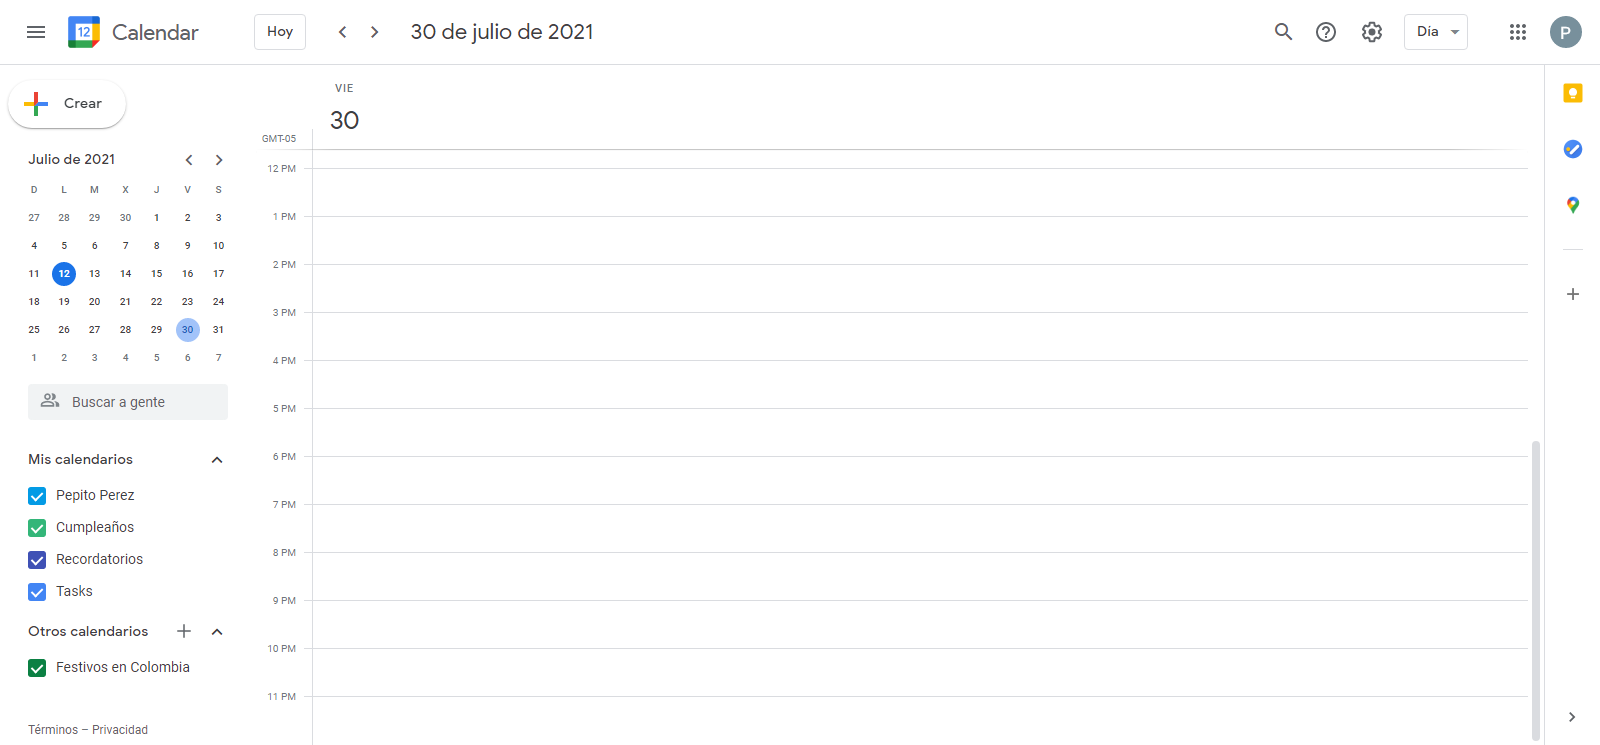 12 Calendar Hoy 30 de julio de 2021 Día P
Crear
VIE
30
GMT-05
Julio de 2021
D L M X J V S
27 28 29 30 1 2 3
4 5 6 7 8 9 10
11 12 13 14 15 16 17
18 19 20 21 22 23 24
25 26 27 28 29 30 31
1 2 3 4 5 6 7
Buscar a gente
Mis calendarios
Pepito Perez
Cumpleaños
Recordatorios
Tasks
Otros calendarios
Festivos en Colombia
Términos – Privacidad
12 PM
1 PM
2 PM
3 PM
4 PM
5 PM
6 PM
7 PM
8 PM
9 PM
10 PM
11 PM